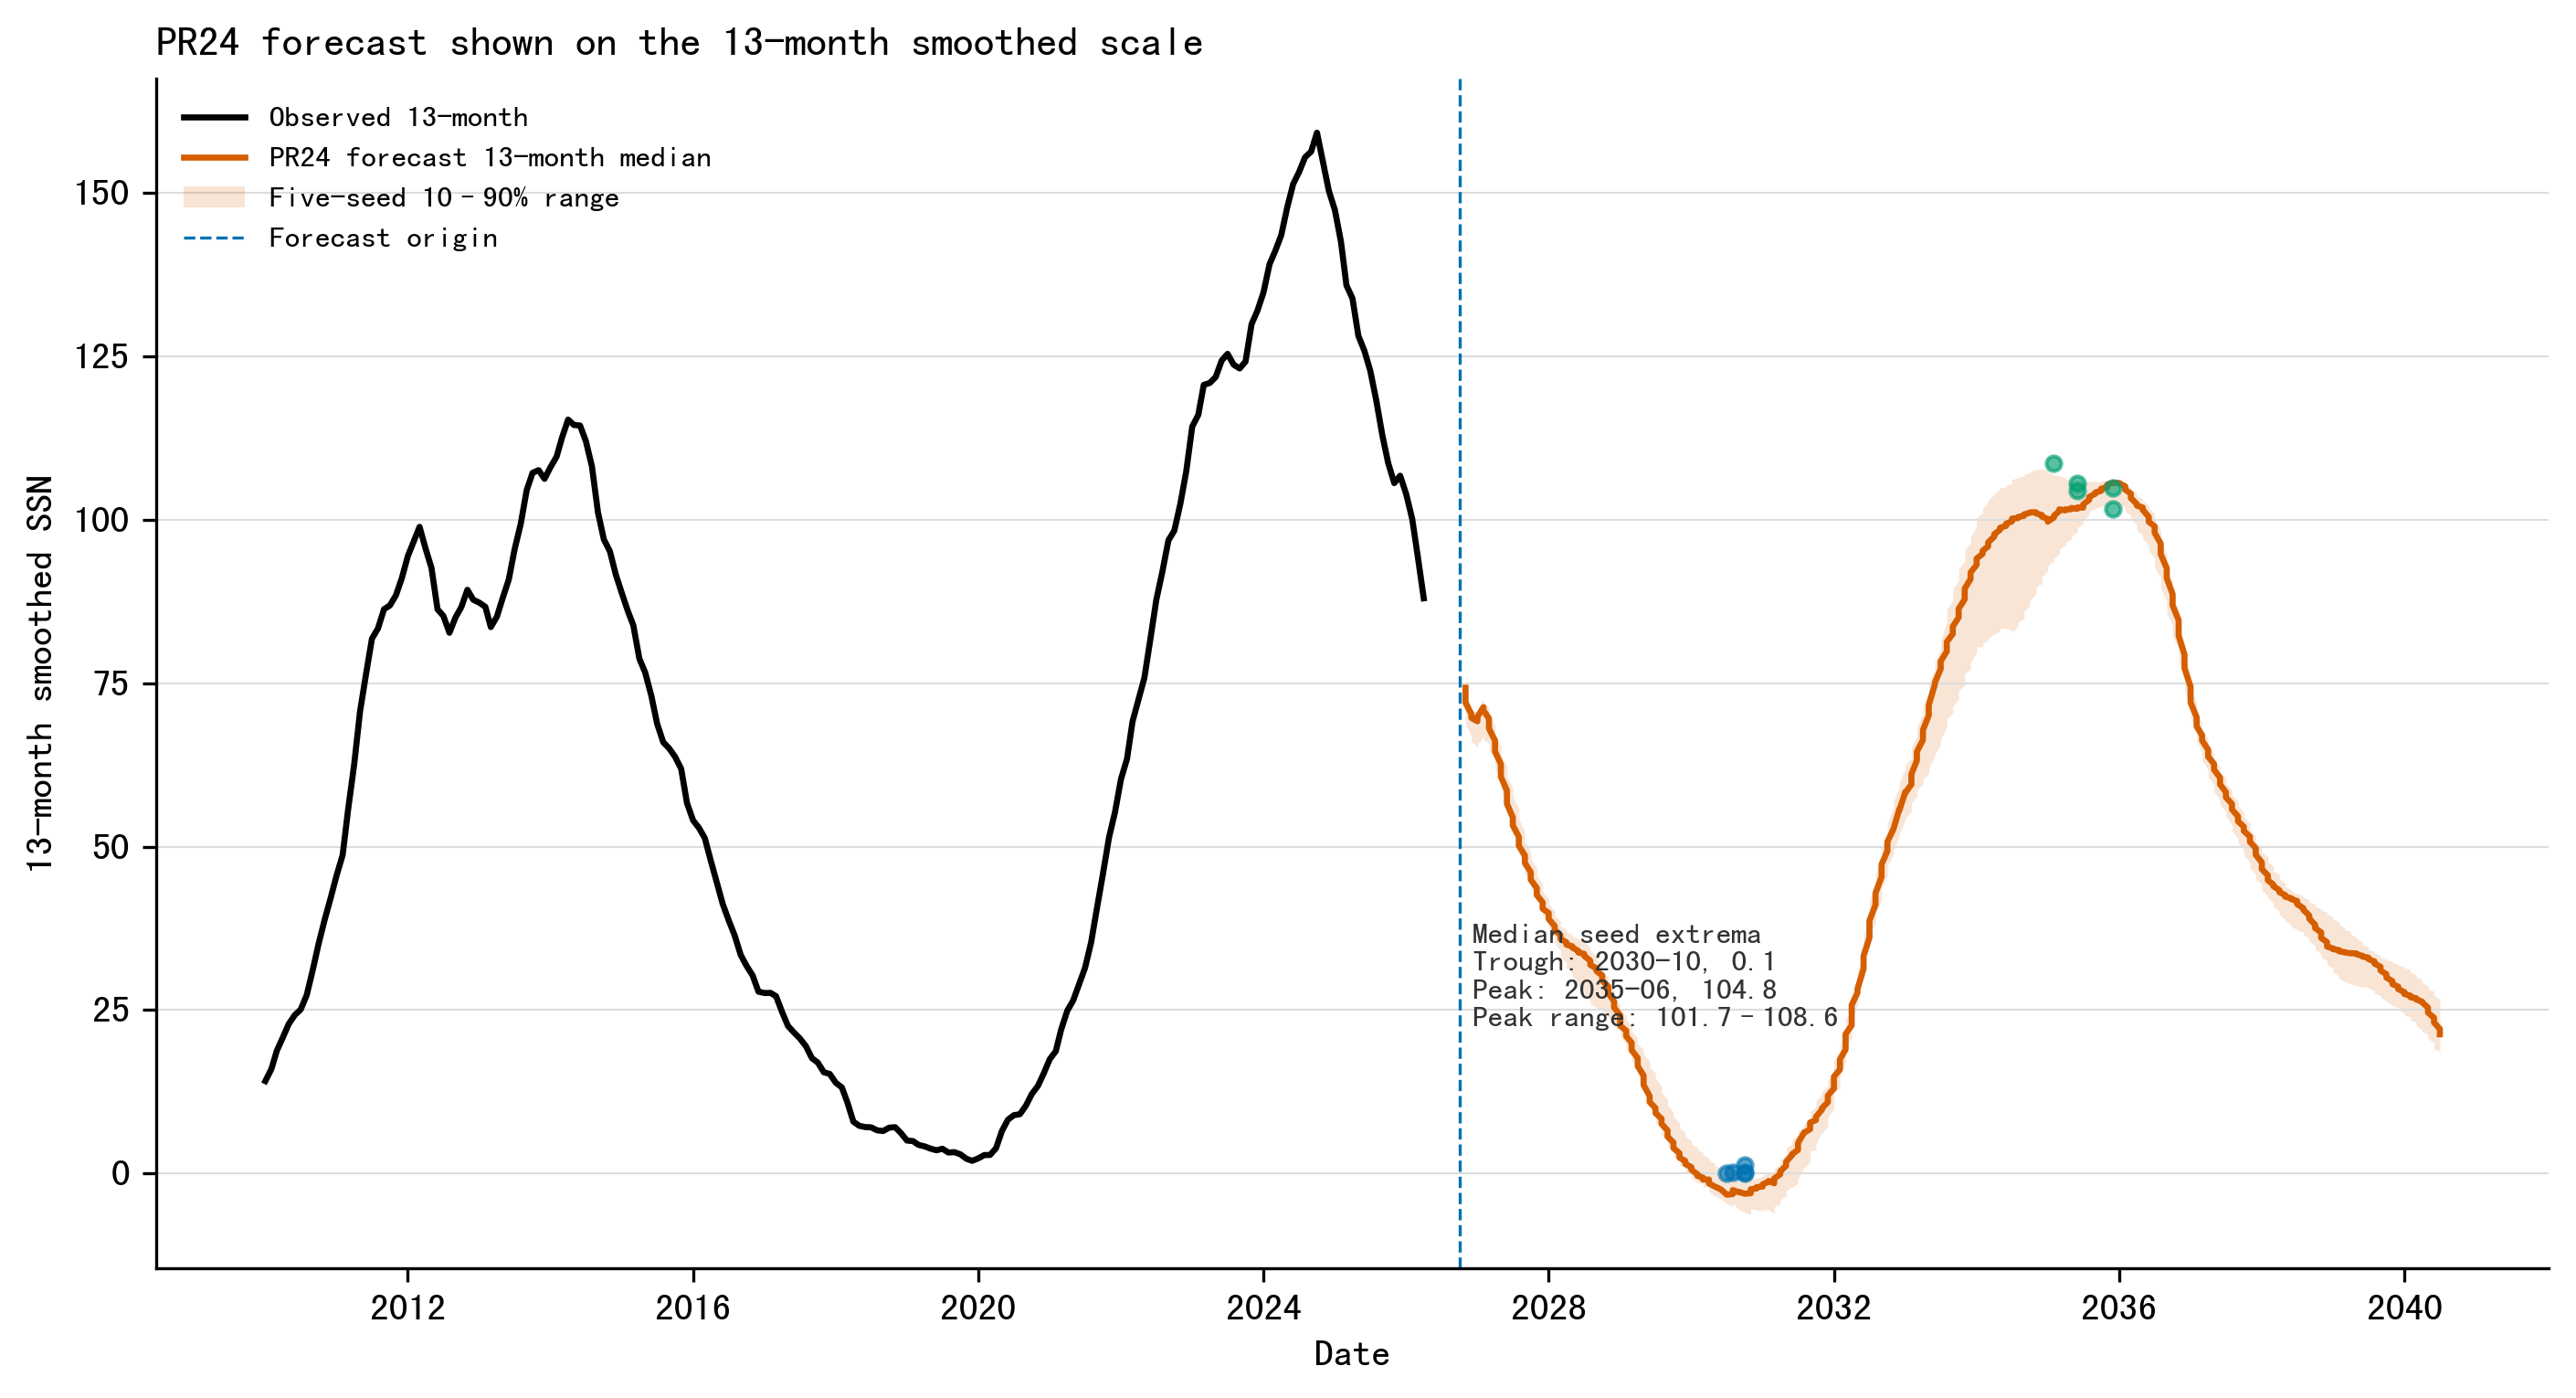 PR24 forecast shown on the 13-month smoothed scale
Observed 13-month
PR24 forecast 13-month median
Five-seed 10–90% range
Forecast origin
13-month smoothed SSN
150
125
100
75
50
25
0
Median seed extrema
Trough: 2030-10, 0.1
Peak: 2035-06, 104.8
Peak range: 101.7–108.6
2012
2016
2020
2024
2028
2032
2036
2040
Date